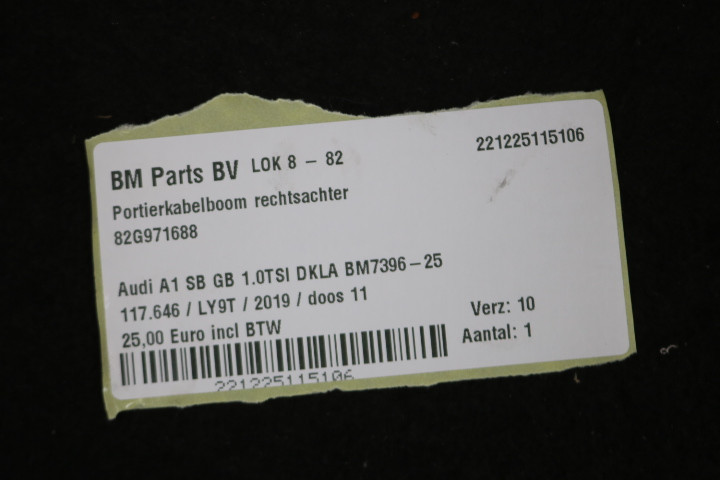 BM Parts BV LOK 8 - 82 221225115106
Portierkabelboom rechtsachter
82G971688
Audi A1 SB GB 1.0TSI DKLA BM7396-25
117.646 / LY9T / 2019 / doos 11
25,00 Euro incl BTW
Verz: 10
Aantal: 1
221225115106